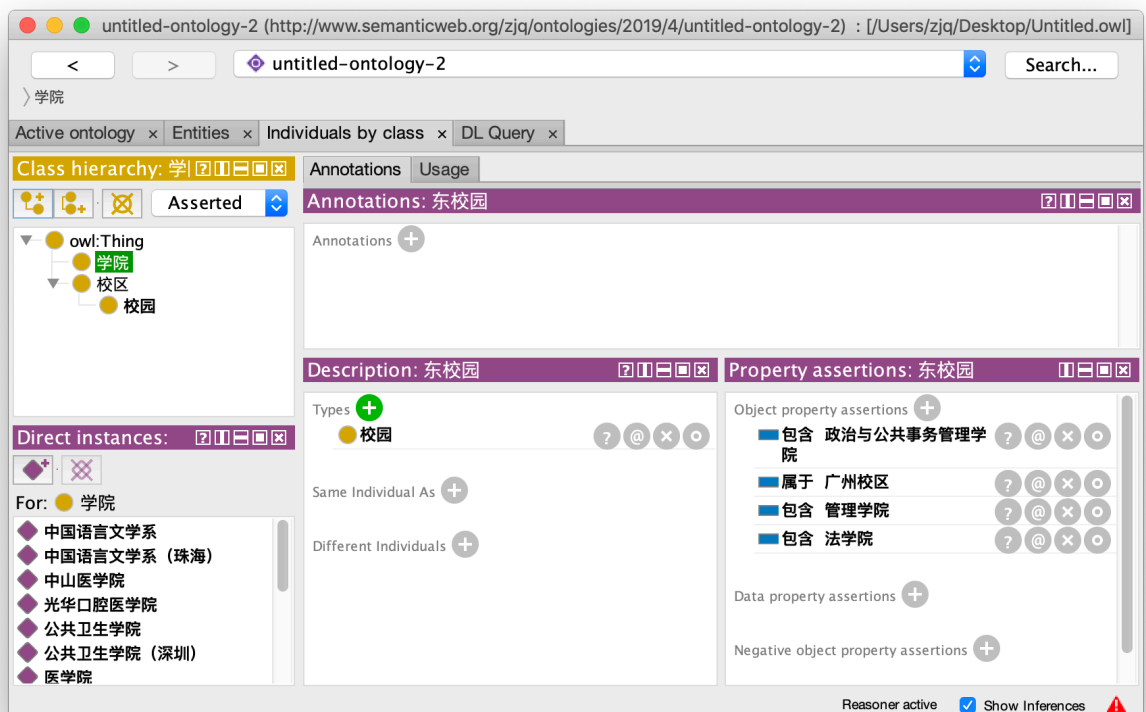 untitled-ontology-2 (http://www.semanticweb.org/zjq/ontologies/2019/4/untitled-ontology-2) : [/Users/zjq/Desktop/Untitled.owl]
< > untitled-ontology-2 Search...
〉学院
Active ontology × Entities × Individuals by class × DL Query ×
Class hierarchy: 学
Annotations Usage
Asserted
Annotations: 东校园
Annotations
owl:Thing
学院
校区
校园
Description: 东校园
Types
校园
Same Individual As
Different Individuals
Property assertions: 东校园
Object property assertions
包含 政治与公共事务管理学
院
属于 广州校区
包含 管理学院
包含 法学院
Data property assertions
Negative object property assertions
Direct instances:
For: 学院
中国语言文学系
中国语言文学系（珠海）
中山医学院
光华口腔医学院
公共卫生学院
公共卫生学院（深圳）
医学院
Reasoner active Show Inferences